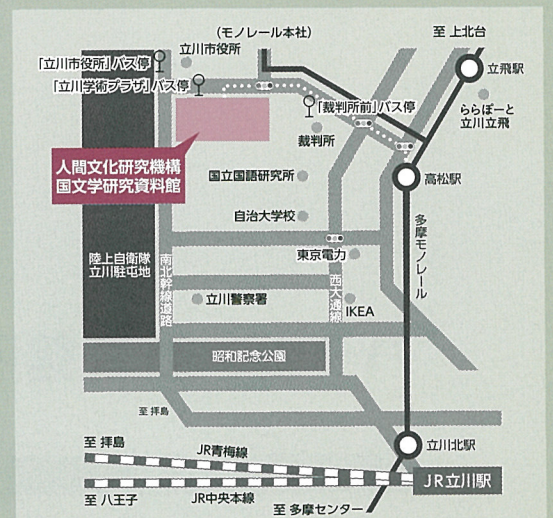 (モノレール本社)
至 上北台
立川市役所
「立川市役所」バス停
立飛駅
「立川学術プラザ」バス停
「裁判所前」バス停
ららぽーと
立川立飛
裁判所
人間文化研究機構
国文学研究資料館
国立国語研究所
高松駅
自治大学校
多摩モノレール
東京電力
陸上自衛隊
立川駐屯地
南北幹線道路
西大通線
立川警察署
IKEA
昭和記念公園
至 拝島
至 拝島
JR青梅線
立川北駅
JR立川駅
至 八王子
JR中央本線
至 多摩センター